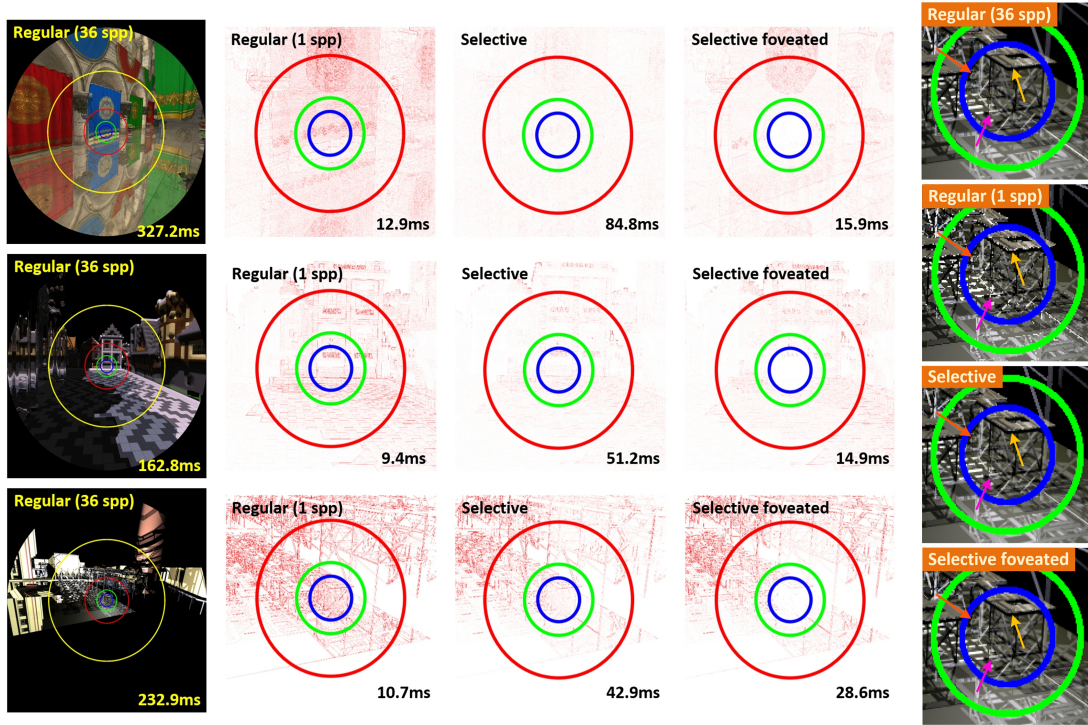 Regular (36 spp)
327.2ms
Regular (1 spp)
12.9ms
Selective
84.8ms
Selective foveated
15.9ms
Regular (36 spp)
162.8ms
Regular (1 spp)
9.4ms
Selective
51.2ms
Selective foveated
14.9ms
Regular (36 spp)
232.9ms
Regular (1 spp)
10.7ms
Selective
42.9ms
Selective foveated
28.6ms
Regular (36 spp)
Regular (1 spp)
Selective
Selective foveated